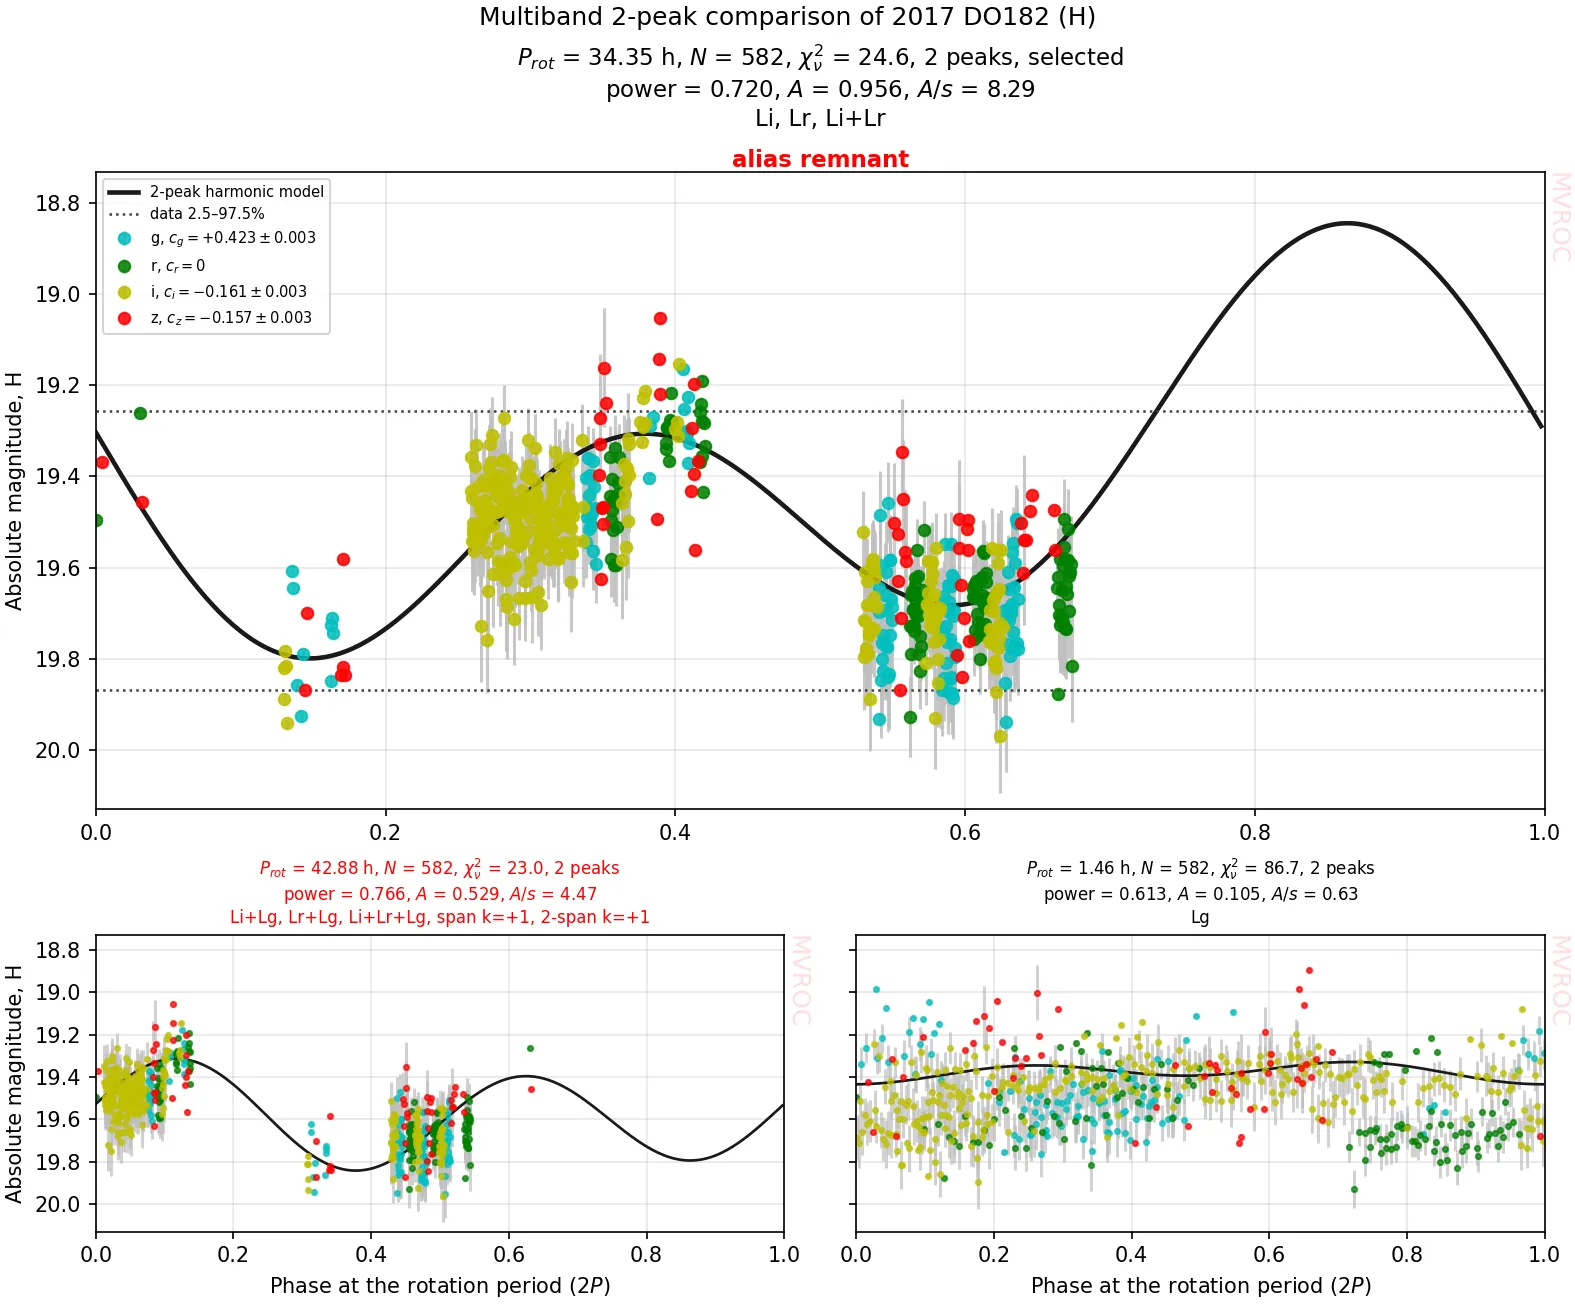 Multiband 2-peak comparison of 2017 DO182 (H)
P_rot = 34.35 h, N = 582, χ²_ν = 24.6, 2 peaks, selected
power = 0.720, A = 0.956, A/s = 8.29
Li, Lr, Li+Lr
alias remnant
2-peak harmonic model
data 2.5–97.5%
g, c_g = +0.423 ± 0.003
r, c_r = 0
i, c_i = −0.161 ± 0.003
z, c_z = −0.157 ± 0.003
MVROC
Absolute magnitude, H
18.8
19.0
19.2
19.4
19.6
19.8
20.0
0.0 0.2 0.4 0.6 0.8 1.0
P_rot = 42.88 h, N = 582, χ²_ν = 23.0, 2 peaks
power = 0.766, A = 0.529, A/s = 4.47
Li+Lg, Lr+Lg, Li+Lr+Lg, span k=+1, 2-span k=+1
MVROC
Absolute magnitude, H
18.8
19.0
19.2
19.4
19.6
19.8
20.0
0.0 0.2 0.4 0.6 0.8 1.0
Phase at the rotation period (2P)
P_rot = 1.46 h, N = 582, χ²_ν = 86.7, 2 peaks
power = 0.613, A = 0.105, A/s = 0.63
Lg
MVROC
0.0 0.2 0.4 0.6 0.8 1.0
Phase at the rotation period (2P)